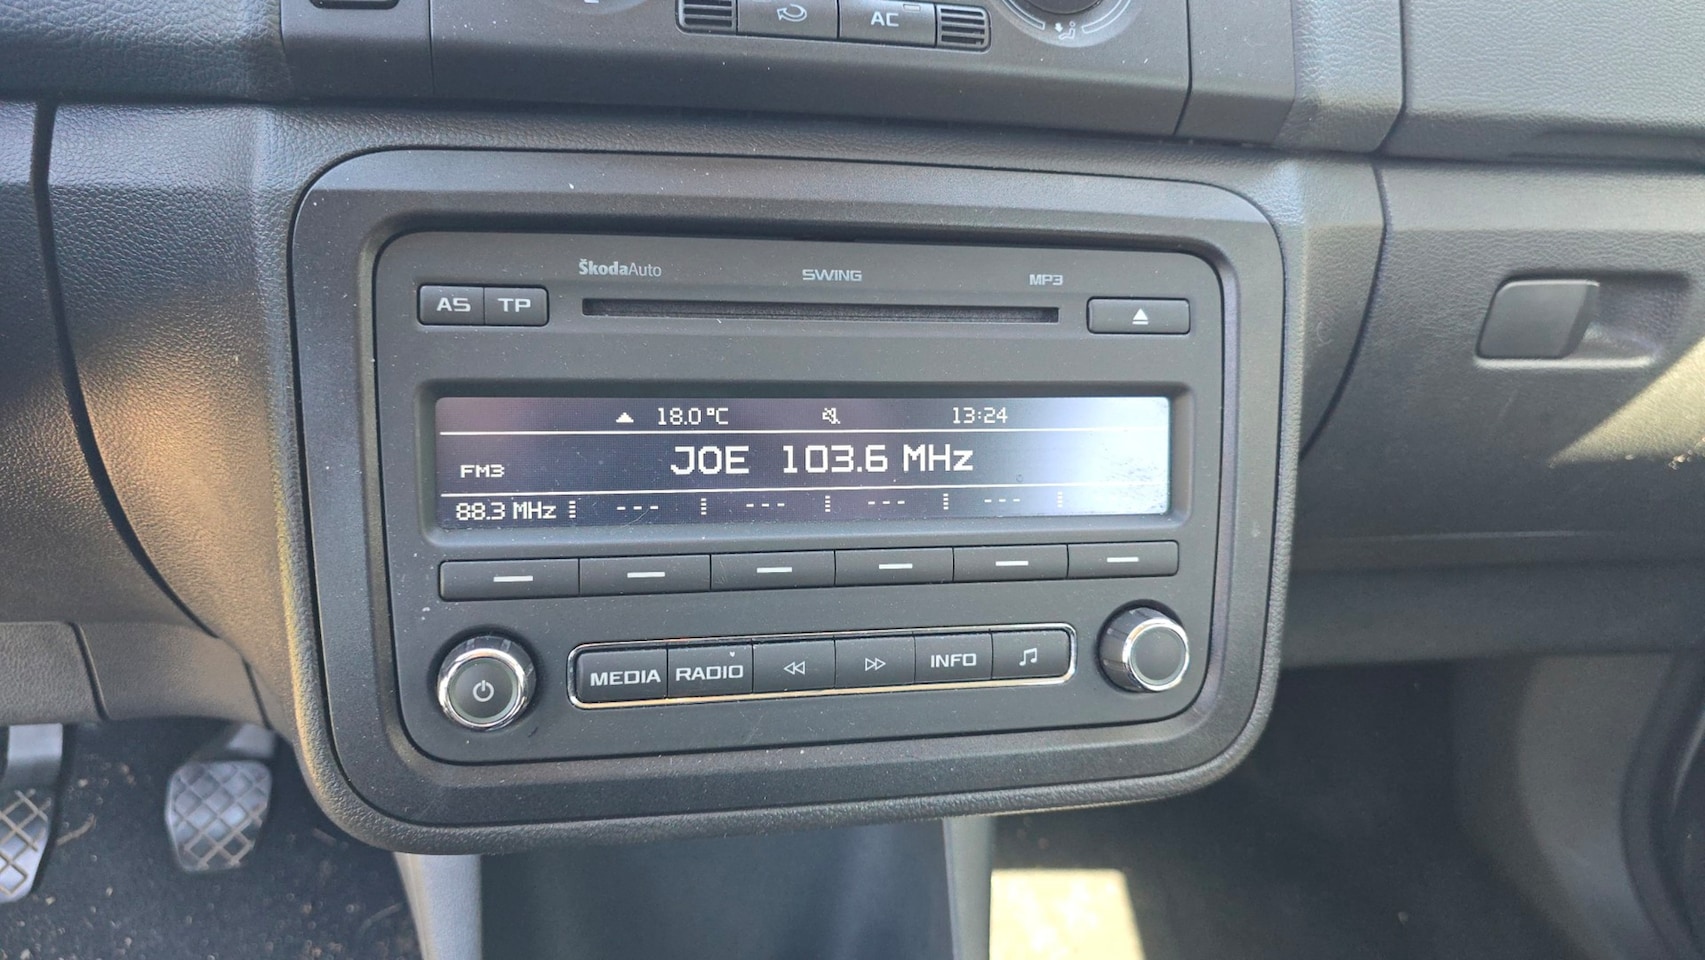 AC
ŠkodaAuto SWING MP3
AS TP
18.0°C 13:24
FM3 JOE 103.6 MHz
88.3 MHz --- --- --- ---
MEDIA RADIO INFO